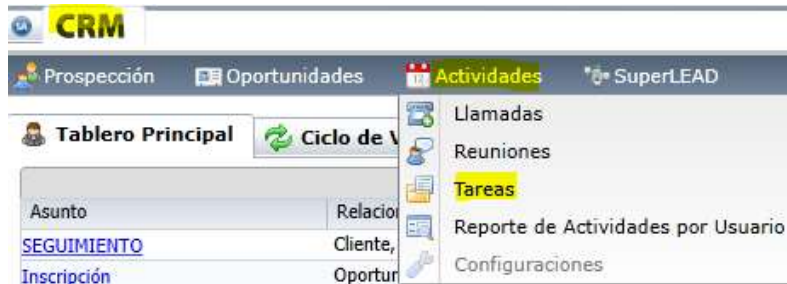 CRM
Prospección Oportunidades Actividades SuperLEAD
Tablero Principal Ciclo de V
Llamadas
Reuniones
Tareas
Reporte de Actividades por Usuario
Configuraciones
Asunto Relacio
SEGUIMIENTO Cliente,
Inscripción Oportur